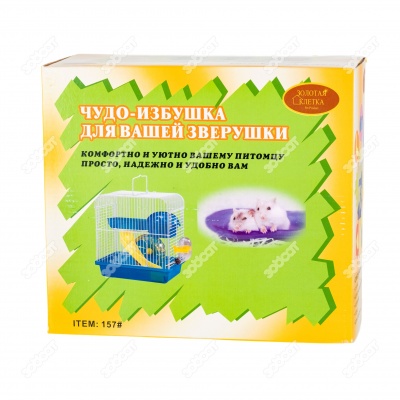 ЗОЛОТАЯ
КЛЕТКА
ЧУДО-ИЗБУШКА
ДЛЯ ВАШЕЙ ЗВЕРУШКИ
КОМФОРТНО И УЮТНО ВАШЕМУ ПИТОМЦУ
ПРОСТО, НАДЕЖНО И УДОБНО ВАМ
ITEM: 157#